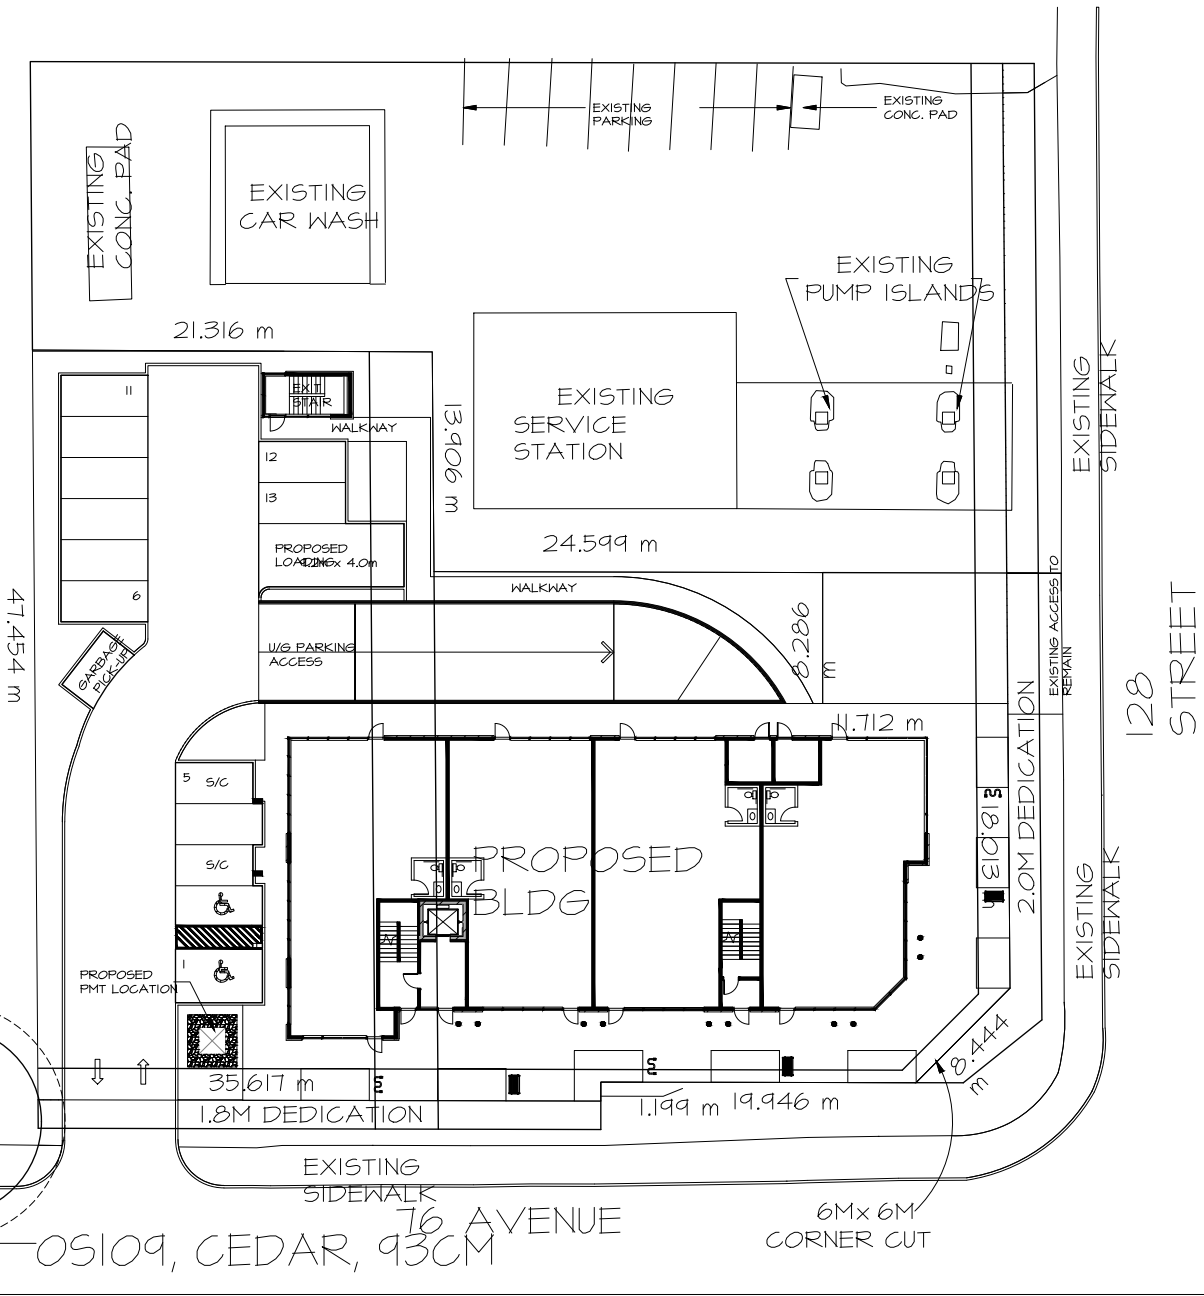 EXISTING
PARKING
EXISTING
CONC. PAD
EXISTING
CONC. PAD
EXISTING
CAR WASH
EXISTING
PUMP ISLANDS
21.316 m
11
EXIT
STAIR
WALKWAY
12
13
PROPOSED
LOADING
x 4.0m
6
13.906 m
EXISTING
SERVICE
STATION
EXISTING
SIDEWALK
24.599 m
WALKWAY
47.454 m
GARBAGE
PICK-UP
U/G PARKING
ACCESS
8.286
m
EXISTING ACCESS TO
REMAIN
128
STREET
11.712 m
5
S/C
S/C
1
PROPOSED
BLDG
18.013
2.0M DEDICATION
EXISTING
SIDEWALK
PROPOSED
PMT LOCATION
35.617 m
1.8M DEDICATION
1.199 m
19.946 m
8.444
m
EXISTING
SIDEWALK
76 AVENUE
6Mx 6M
CORNER CUT
OS109, CEDAR, 93CM